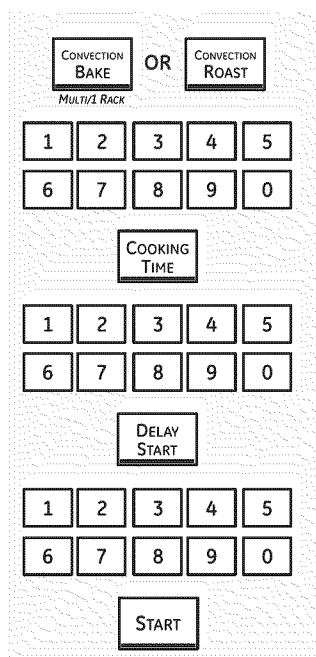 CONVECTION BAKE OR CONVECTION ROAST
MULTI/1 RACK
1 2 3 4 5
6 7 8 9 0
COOKING
TIME
1 2 3 4 5
6 7 8 9 0
DELAY
START
1 2 3 4 5
6 7 8 9 0
START